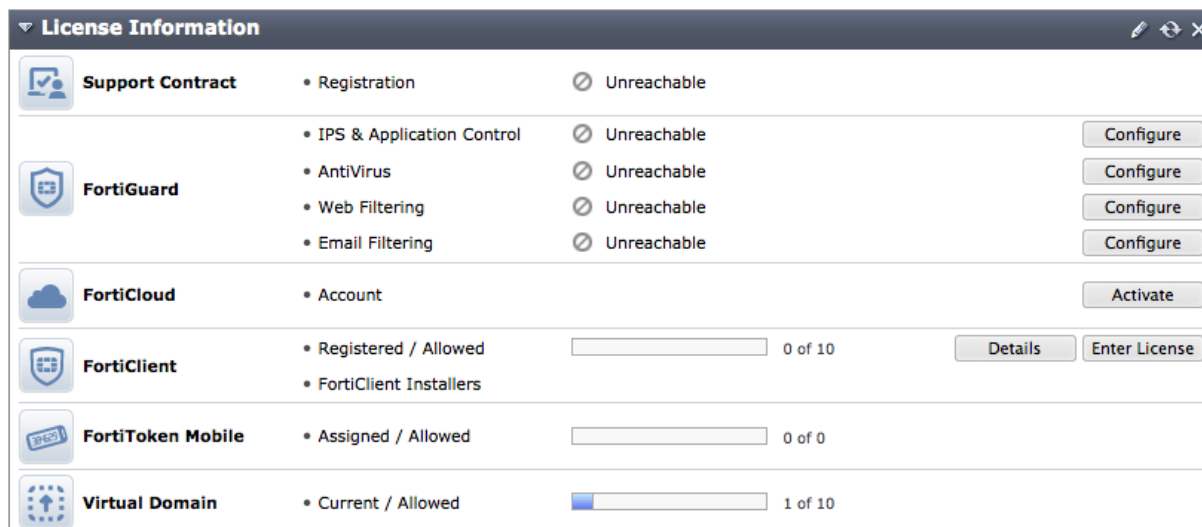 License Information
Support Contract • Registration Unreachable
• IPS & Application Control Unreachable Configure
• AntiVirus Unreachable Configure
FortiGuard
• Web Filtering Unreachable Configure
• Email Filtering Unreachable Configure
FortiCloud • Account Activate
• Registered / Allowed 0 of 10 Details Enter License
FortiClient
• FortiClient Installers
FortiToken Mobile • Assigned / Allowed 0 of 0
Virtual Domain • Current / Allowed 1 of 10